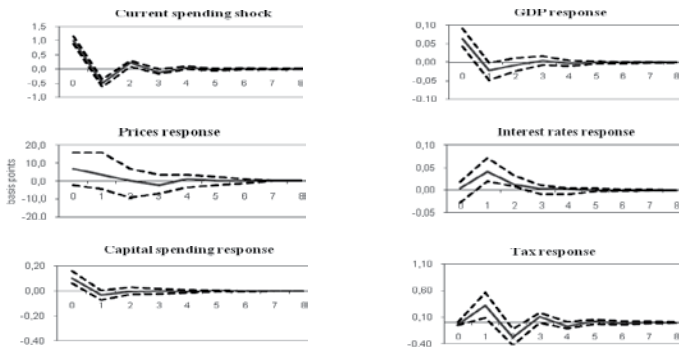 Current spending shock
1,5
1,0
0,5
0,0
-0,5
-1,0
0 1 2 3 4 5 6 7 8
GDP response
0,10
0,05
0,00
-0,05
-0.10
0 1 2 3 4 5 6 7 8
Prices response
basis points
20,0
10,0
0,0
-10,0
-20.0
0 1 2 3 4 5 6 7 8
Interest rates response
0,10
0,05
0,00
-0,05
0 1 2 3 4 5 6 7 8
Capital spending response
0,20
0,00
-0,20
-0,40
0 1 2 3 4 5 6 7 8
Tax response
1,10
0,60
0,10
-0,40
0 1 2 3 4 5 6 7 8